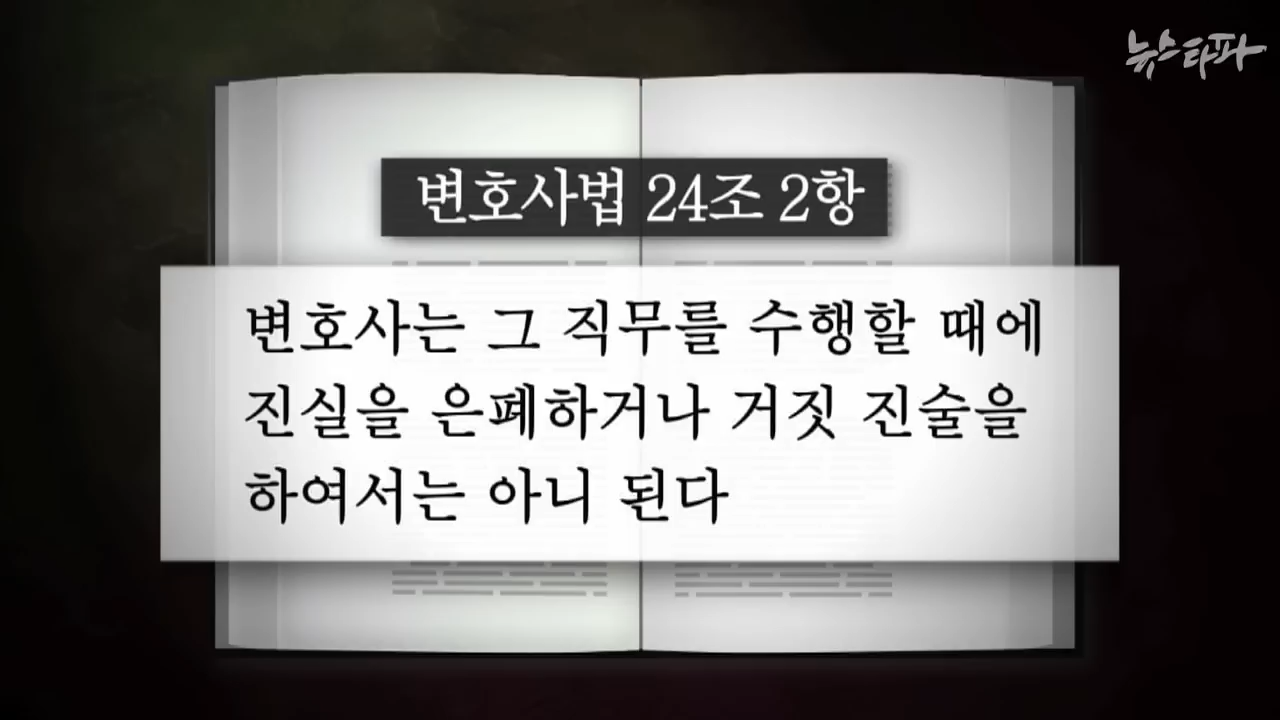 뉴스타파
변호사법 24조 2항
변호사는 그 직무를 수행할 때에
진실을 은폐하거나 거짓 진술을
하여서는 아니 된다